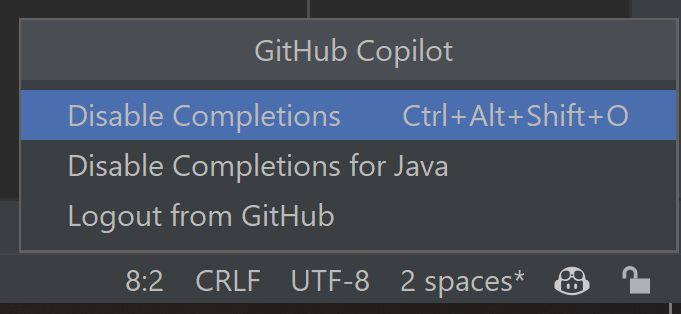 GitHub Copilot
Disable Completions Ctrl+Alt+Shift+O
Disable Completions for Java
Logout from GitHub
8:2 CRLF UTF-8 2 spaces*